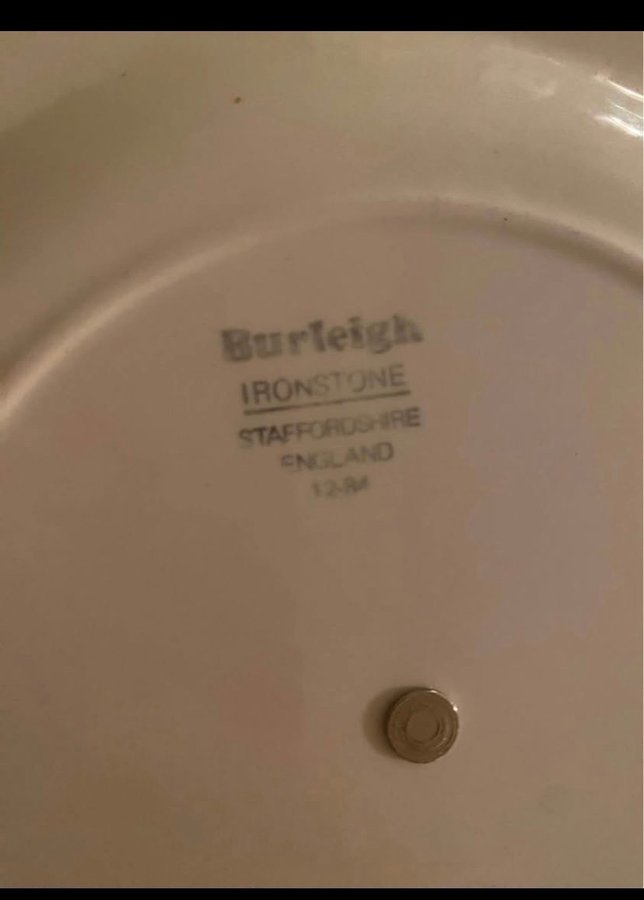 Burleigh
IRONSTONE
STAFFORDSHIRE
ENGLAND
12-84